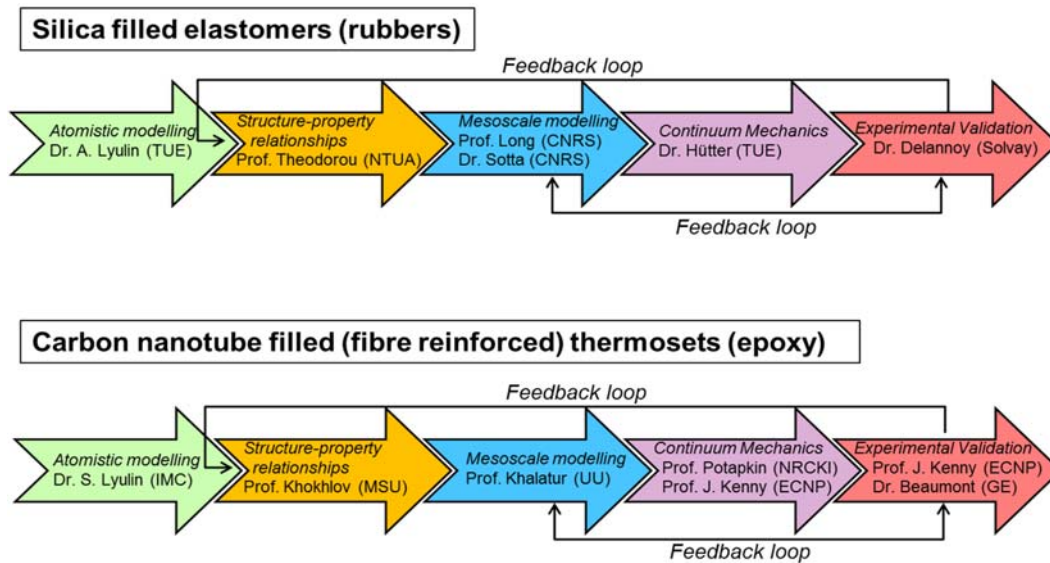 Silica filled elastomers (rubbers)
Feedback loop
Atomistic modelling
Dr. A. Lyulin (TUE)
Structure-property
relationships
Prof. Theodorou (NTUA)
Mesoscale modelling
Prof. Long (CNRS)
Dr. Sotta (CNRS)
Continuum Mechanics
Dr. Hütter (TUE)
Experimental Validation
Dr. Delannoy (Solvay)
Feedback loop
Carbon nanotube filled (fibre reinforced) thermosets (epoxy)
Feedback loop
Atomistic modelling
Dr. S. Lyulin (IMC)
Structure-property
relationships
Prof. Khokhlov (MSU)
Mesoscale modelling
Prof. Khalatur (UU)
Continuum Mechanics
Prof. Potapkin (NRCKI)
Prof. J. Kenny (ECNP)
Experimental Validation
Prof. J. Kenny (ECNP)
Dr. Beaumont (GE)
Feedback loop